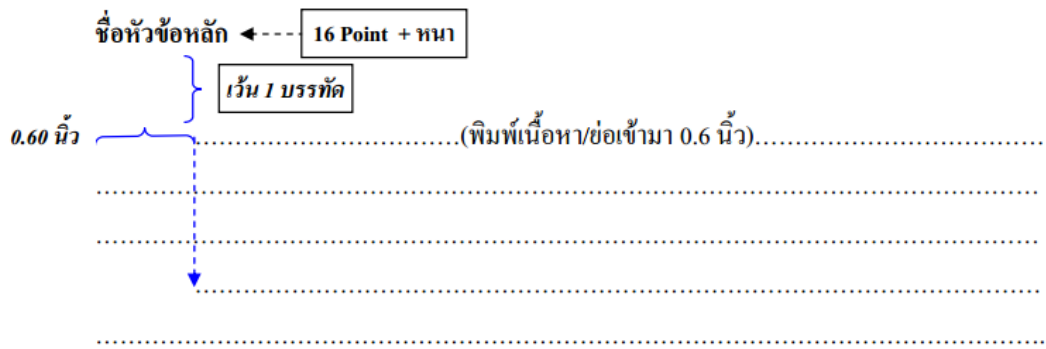 ชื่อหัวข้อหลัก 16 Point + หนา
เว้น 1 บรรทัด
0.60 นิ้ว ................................(พิมพ์เนื้อหา/ย่อเข้ามา 0.6 นิ้ว)...................................
....................................................................................................................
....................................................................................................................
.......................................................................................................
....................................................................................................................